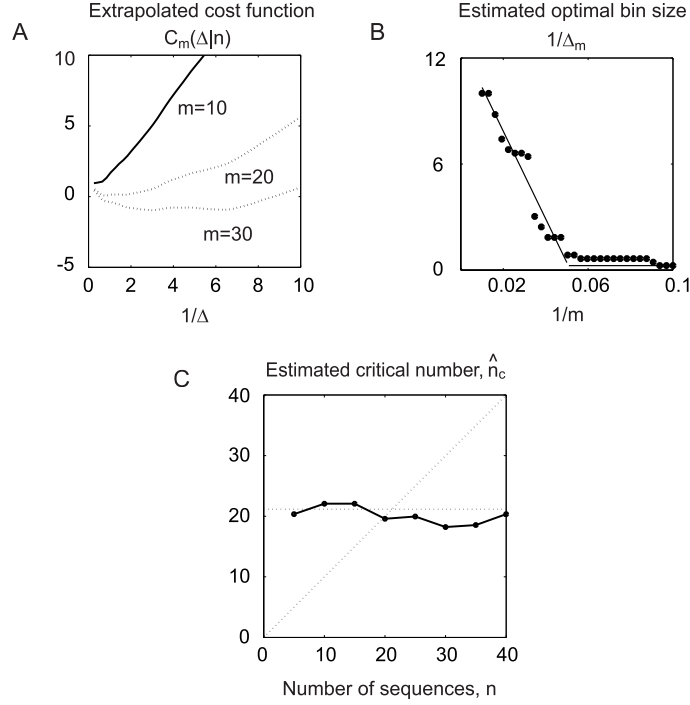 A
Extrapolated cost function
Cₘ(Δ|n)
10
5
0
-5
m=10
m=20
m=30
0 2 4 6 8 10
1/Δ
B
Estimated optimal bin size
1/Δₘ
12
6
0
0.02 0.06 0.1
1/m
C
Estimated critical number, n̂_c
40
30
20
10
0
0 10 20 30 40
Number of sequences, n